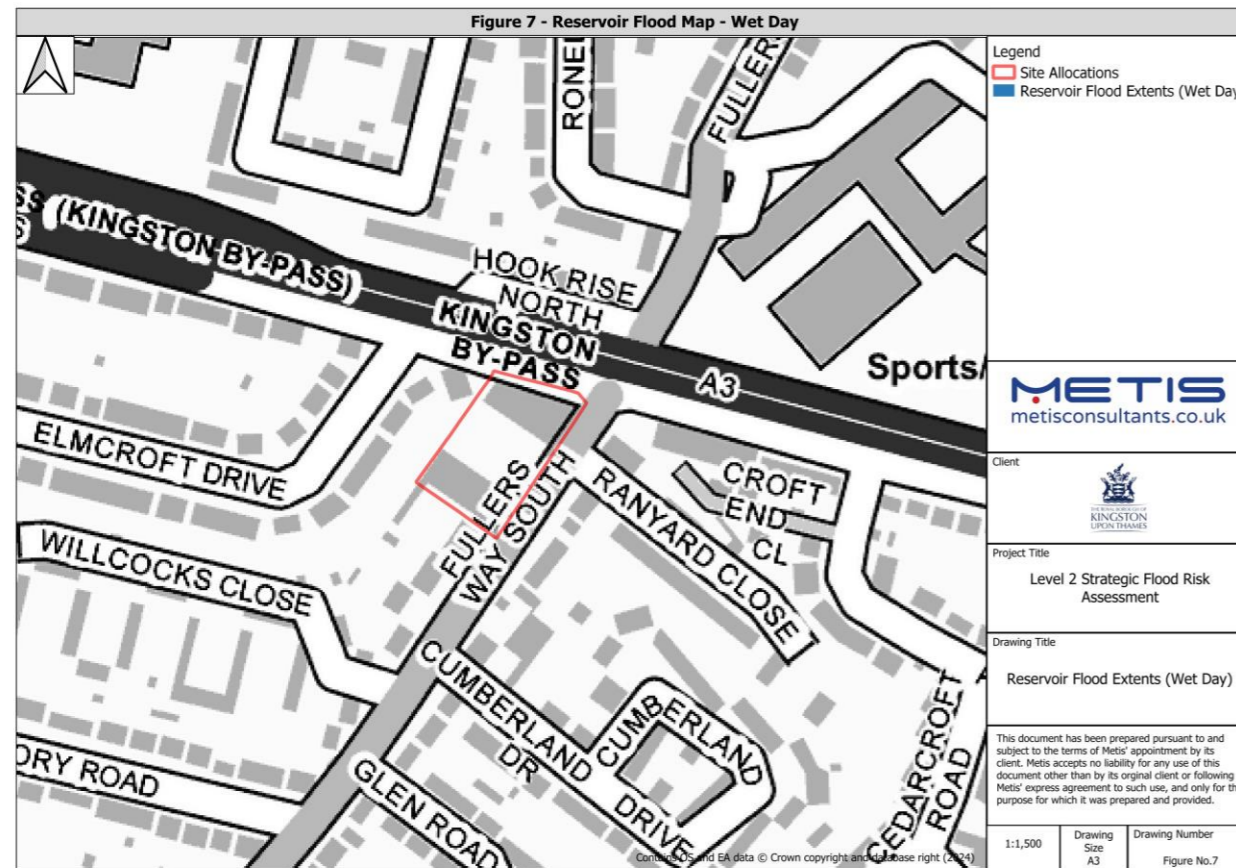 Figure 7 - Reservoir Flood Map - Wet Day
RONE
FULLERS
SS (KINGSTON BY-PASS)
S
HOOK RISE
NORTH
KINGSTON
BY-PASS
A3
Sports/
ELMCROFT DRIVE
FULLERS
WAY SOUTH
RANYARD CLOSE
CROFT
END
CL
WILLCOCKS CLOSE
CUMBERLAND
DR
DRIVE
CUMBERLAND
CEDARCROFT
ROAD
ORY ROAD
GLEN ROAD
Contains OS and EA data © Crown copyright and database right (2024)
Legend
Site Allocations
Reservoir Flood Extents (Wet Day
METIS
metisconsultants.co.uk
Client
THE ROYAL BOROUGH OF
KINGSTON
UPON THAMES
Project Title
Level 2 Strategic Flood Risk
Assessment
Drawing Title
Reservoir Flood Extents (Wet Day)
This document has been prepared pursuant to and
subject to the terms of Metis' appointment by its
client. Metis accepts no liability for any use of this
document other than by its orginal client or following
Metis' express agreement to such use, and only for th
purpose for which it was prepared and provided.
1:1,500
Drawing
Size
A3
Drawing Number
Figure No.7